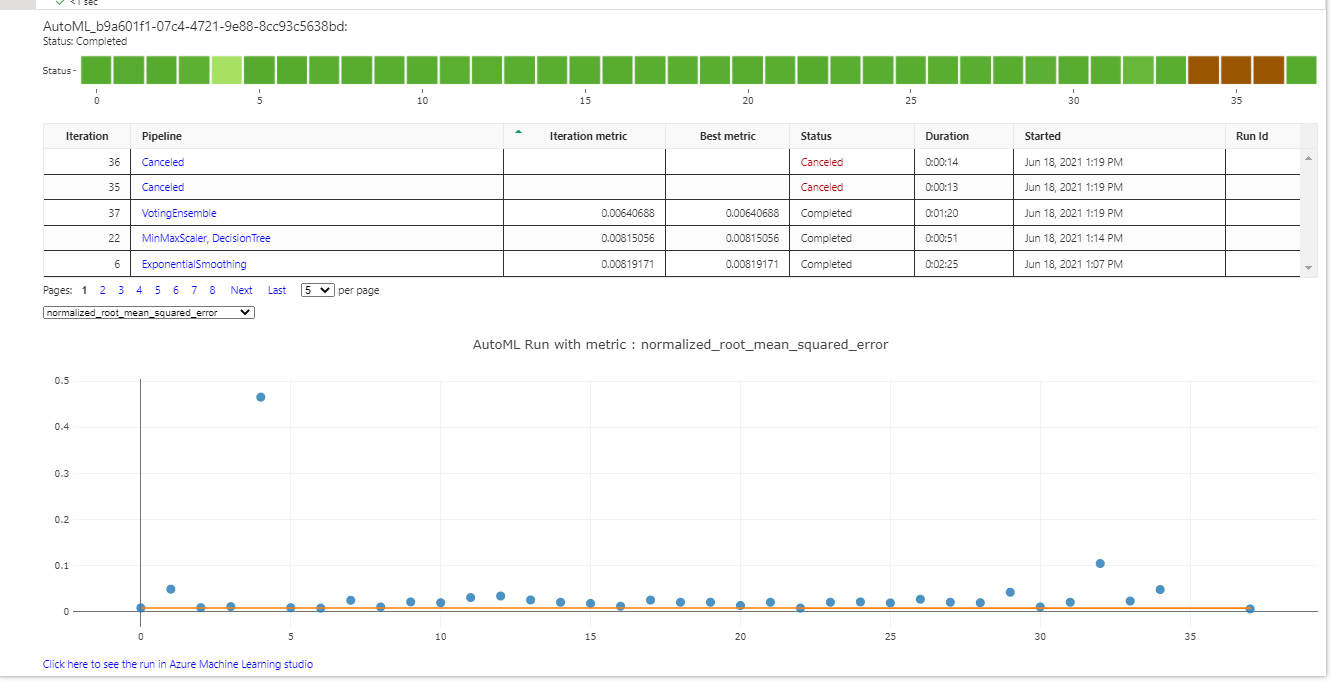 <1 sec
AutoML_b9a601f1-07c4-4721-9e88-8cc93c5638bd:
Status: Completed
Status
0 5 10 15 20 25 30 35
Iteration Pipeline Iteration metric Best metric Status Duration Started Run Id
36 Canceled Canceled 0:00:14 Jun 18, 2021 1:19 PM
35 Canceled Canceled 0:00:13 Jun 18, 2021 1:19 PM
37 VotingEnsemble 0.00640688 0.00640688 Completed 0:01:20 Jun 18, 2021 1:19 PM
22 MinMaxScaler, DecisionTree 0.00815056 0.00815056 Completed 0:00:51 Jun 18, 2021 1:14 PM
6 ExponentialSmoothing 0.00819171 0.00819171 Completed 0:02:25 Jun 18, 2021 1:07 PM
Pages: 1 2 3 4 5 6 7 8 Next Last 5 per page
normalized_root_mean_squared_error
AutoML Run with metric : normalized_root_mean_squared_error
0.5
0.4
0.3
0.2
0.1
0
0 5 10 15 20 25 30 35
Click here to see the run in Azure Machine Learning studio